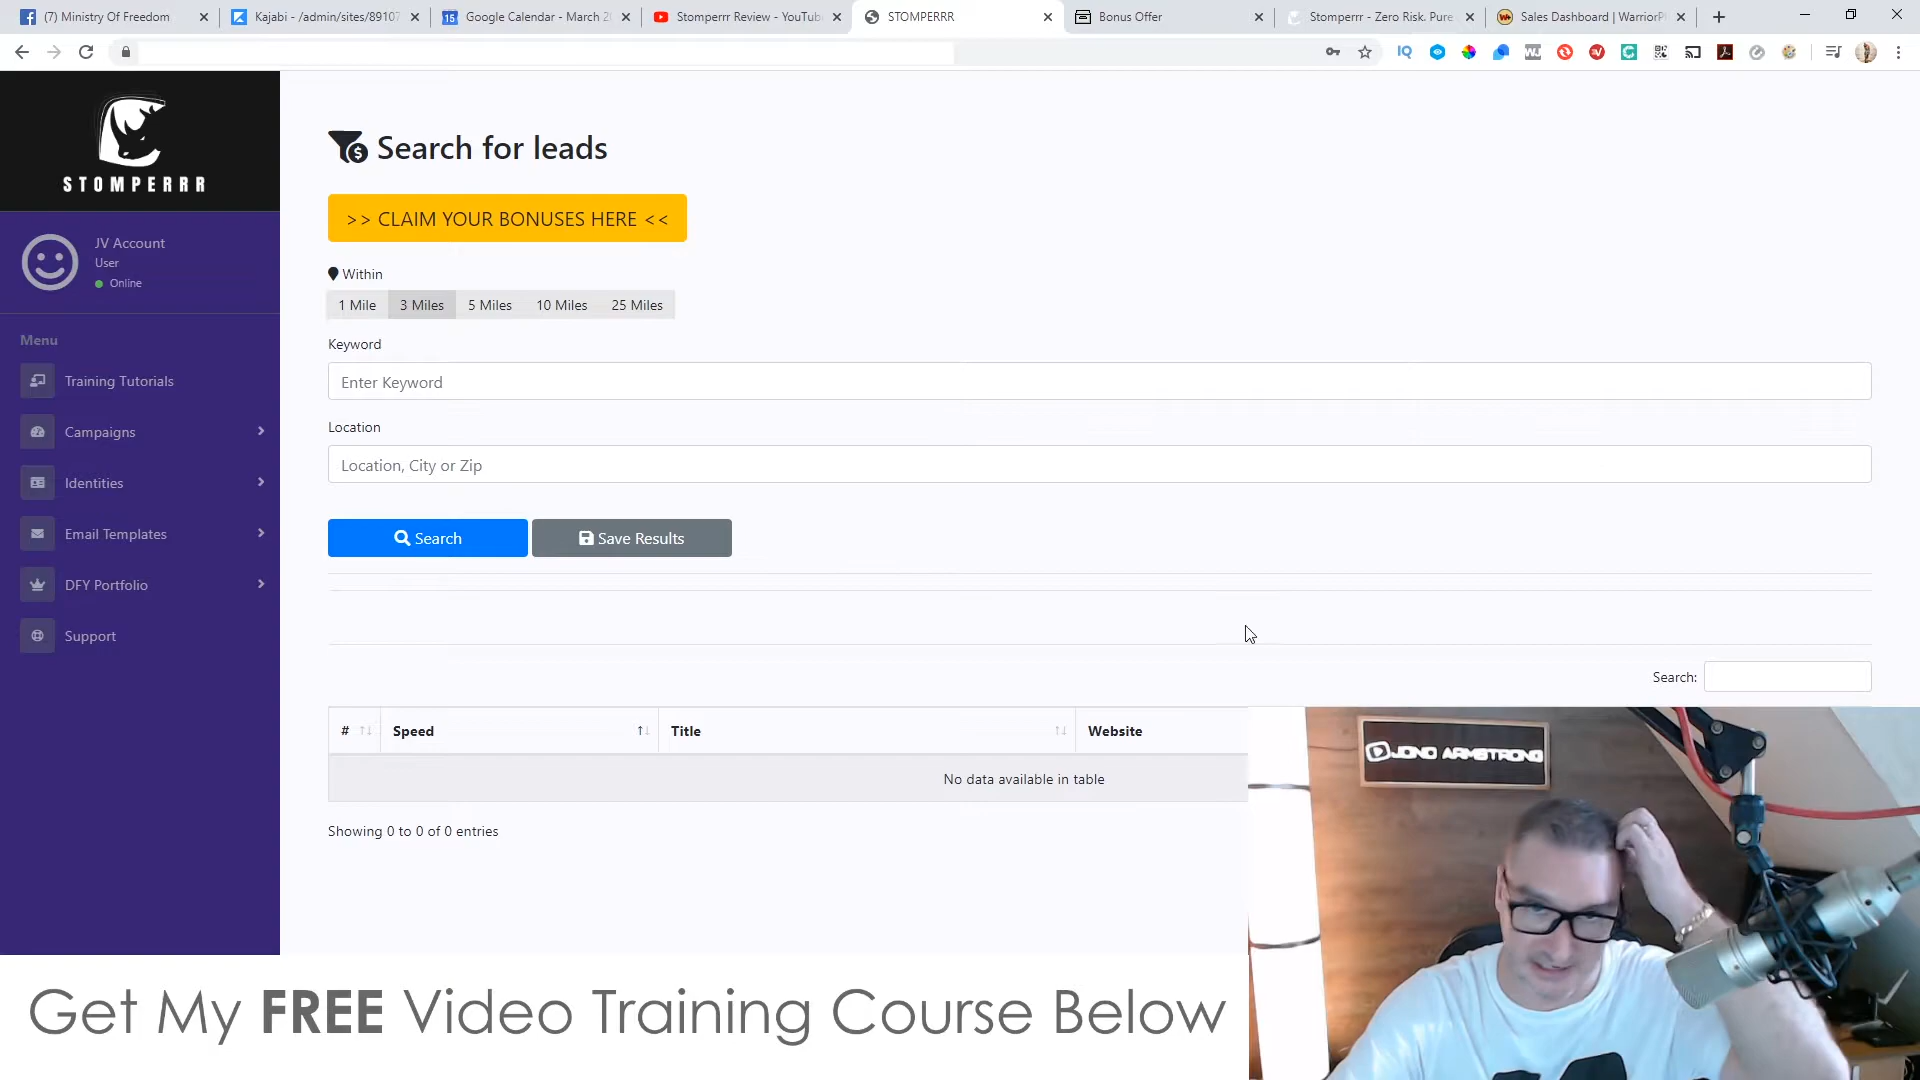 (7) Ministry Of Freedom
Kajabi - /admin/sites/89107
Google Calendar - March 2
Stomperrr Review - YouTub
STOMPERRR
Bonus Offer
Stomperrr - Zero Risk. Pure
Sales Dashboard | WarriorP
STOMPERRR
JV Account
User
Online
Menu
Training Tutorials
Campaigns
Identities
Email Templates
DFY Portfolio
Support
Search for leads
>> CLAIM YOUR BONUSES HERE <<
Within
1 Mile 3 Miles 5 Miles 10 Miles 25 Miles
Keyword
Enter Keyword
Location
Location, City or Zip
Search Save Results
Search:
# Speed Title Website
No data available in table
Showing 0 to 0 of 0 entries
JONO ARMSTRONG
Get My FREE Video Training Course Below